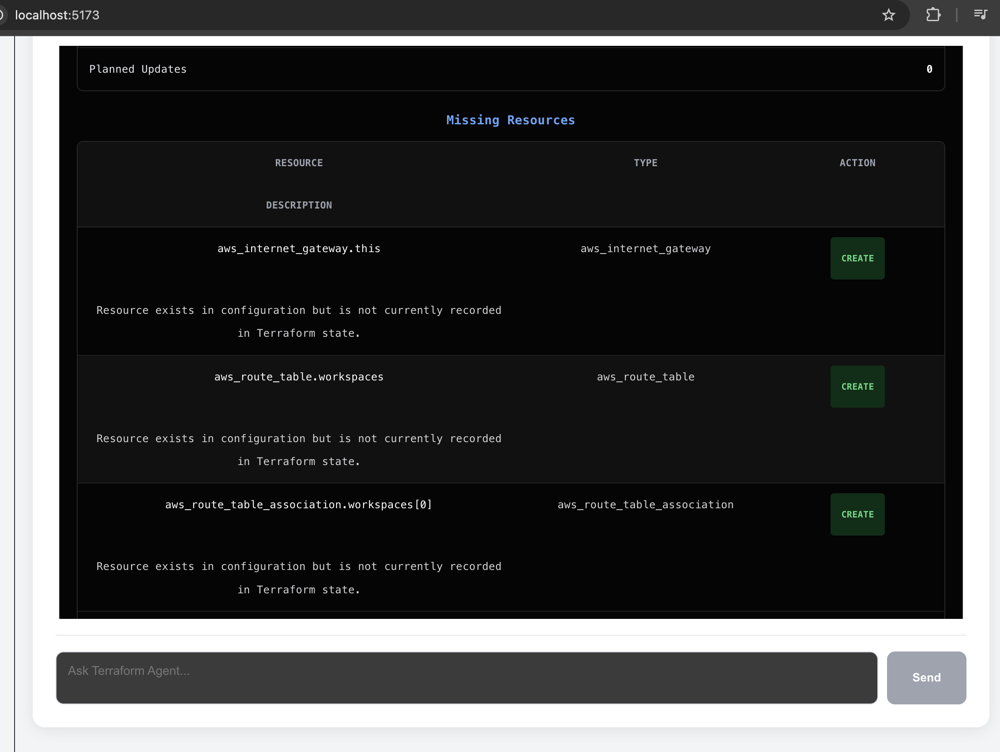 localhost:5173
Planned Updates 0
Missing Resources
RESOURCE TYPE ACTION
DESCRIPTION
aws_internet_gateway.this aws_internet_gateway CREATE
Resource exists in configuration but is not currently recorded
in Terraform state.
aws_route_table.workspaces aws_route_table CREATE
Resource exists in configuration but is not currently recorded
in Terraform state.
aws_route_table_association.workspaces[0] aws_route_table_association CREATE
Resource exists in configuration but is not currently recorded
in Terraform state.
Ask Terraform Agent...
Send